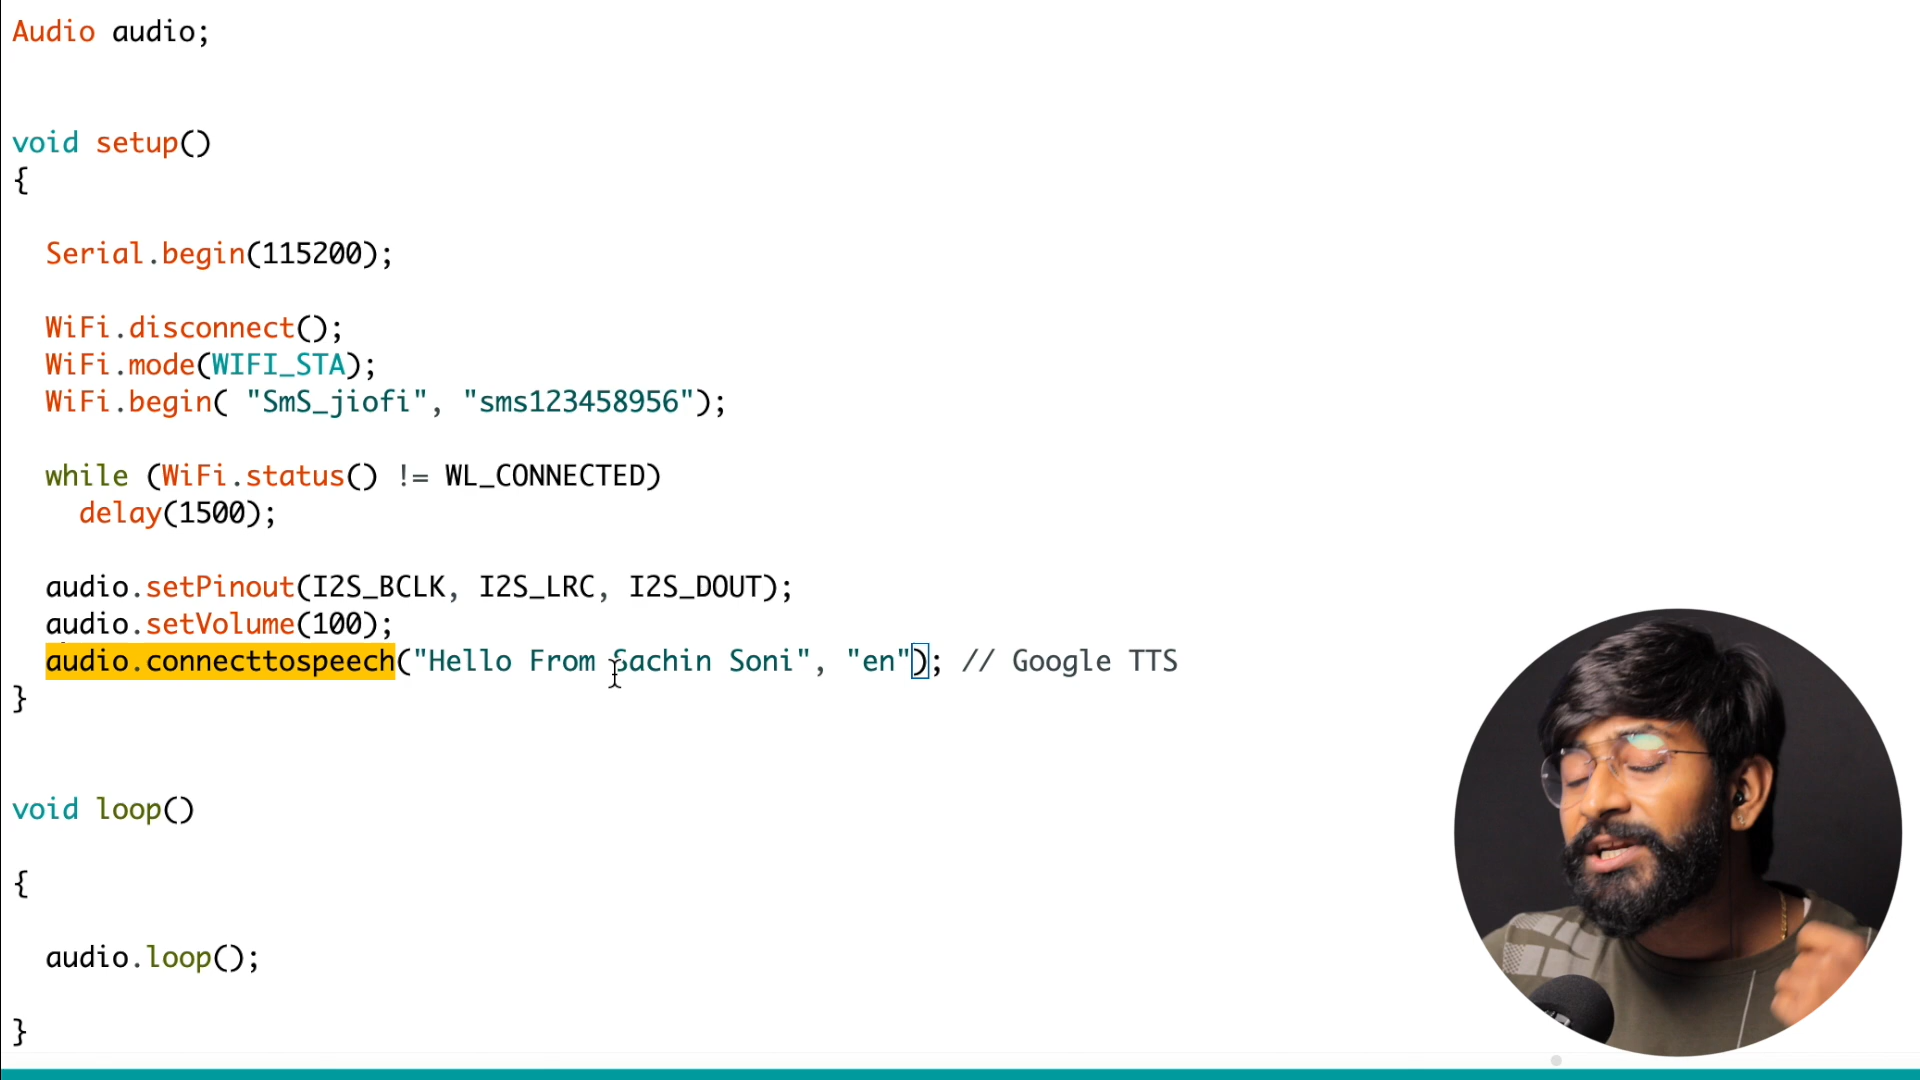 Audio audio;
void setup()
{
Serial.begin(115200);
WiFi.disconnect();
WiFi.mode(WIFI_STA);
WiFi.begin( "SmS_jiofi", "sms123458956");
while (WiFi.status() != WL_CONNECTED)
delay(1500);
audio.setPinout(I2S_BCLK, I2S_LRC, I2S_DOUT);
audio.setVolume(100);
audio.connecttospeech("Hello From Sachin Soni", "en"); // Google TTS
}
void loop()
{
audio.loop();
}